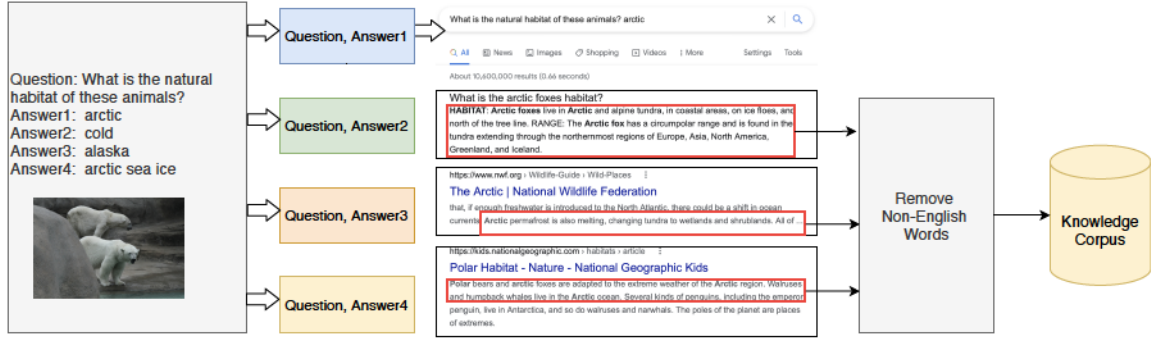 Question: What is the natural
habitat of these animals?
Answer1: arctic
Answer2: cold
Answer3: alaska
Answer4: arctic sea ice
Question, Answer1
Question, Answer2
Question, Answer3
Question, Answer4
What is the natural habitat of these animals? arctic
All News Images Shopping Videos More Settings Tools
About 10,600,000 results (0.66 seconds)
What is the arctic foxes habitat?
HABITAT: Arctic foxes live in Arctic and alpine tundra, in coastal areas, on ice floes, and
north of the tree line. RANGE: The Arctic fox has a circumpolar range and is found in the
tundra extending through the northernmost regions of Europe, Asia, North America,
Greenland, and Iceland.
https://www.nwf.org › Wildlife-Guide › Wild-Places
The Arctic | National Wildlife Federation
that, if enough freshwater is introduced to the North Atlantic, there could be a shift in ocean
currents. Arctic permafrost is also melting, changing tundra to wetlands and shrublands. All of ...
https://kids.nationalgeographic.com › habitats › article
Polar Habitat - Nature - National Geographic Kids
Polar bears and arctic foxes are adapted to the extreme weather of the Arctic region. Walruses
and humpback whales live in the Arctic ocean. Several kinds of penguins, including the emperor
penguin, live in Antarctica, and so do walruses and narwhals. The poles of the planet are places
of extremes.
Remove
Non-English
Words
Knowledge
Corpus